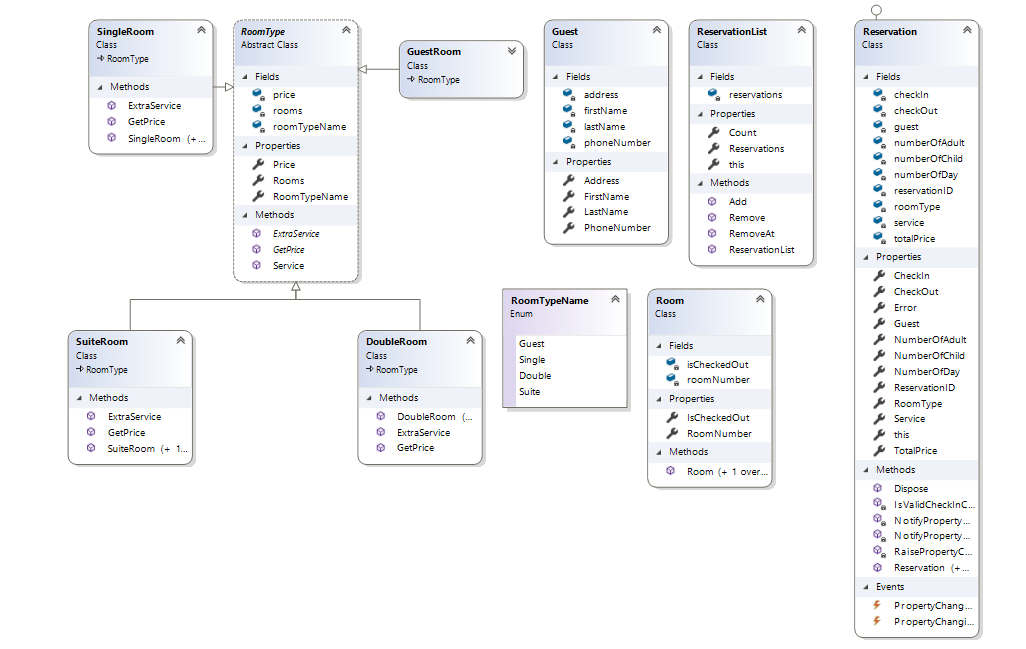 SingleRoom
Class
RoomType
Methods
ExtraService
GetPrice
SingleRoom (+ ...
RoomType
Abstract Class
Fields
price
rooms
roomTypeName
Properties
Price
Rooms
RoomTypeName
Methods
ExtraService
GetPrice
Service
GuestRoom
Class
RoomType
Guest
Class
Fields
address
firstName
lastName
phoneNumber
Properties
Address
FirstName
LastName
PhoneNumber
ReservationList
Class
Fields
reservations
Properties
Count
Reservations
this
Methods
Add
Remove
RemoveAt
ReservationList
Reservation
Class
Fields
checkIn
checkOut
guest
numberOfAdult
numberOfChild
numberOfDay
reservationID
roomType
service
totalPrice
Properties
CheckIn
CheckOut
Error
Guest
NumberOfAdult
NumberOfChild
NumberOfDay
ReservationID
RoomType
Service
this
TotalPrice
Methods
Dispose
IsValidCheckInC...
NotifyProperty...
NotifyProperty...
RaisePropertyC...
Reservation (+ ...
Events
PropertyChang...
PropertyChangi...
SuiteRoom
Class
RoomType
Methods
ExtraService
GetPrice
SuiteRoom (+ 1...
DoubleRoom
Class
RoomType
Methods
DoubleRoom (...
ExtraService
GetPrice
RoomTypeName
Enum
Guest
Single
Double
Suite
Room
Class
Fields
isCheckedOut
roomNumber
Properties
IsCheckedOut
RoomNumber
Methods
Room (+ 1 over...